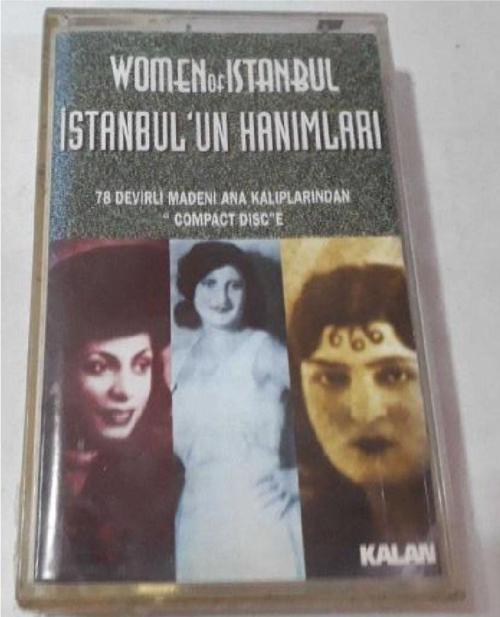 WOMEN OF ISTANBUL
İSTANBUL'UN HANIMLARI
78 DEVİRLİ MADENİ ANA KALIPLARINDAN
" COMPACT DISC"E
KALAN